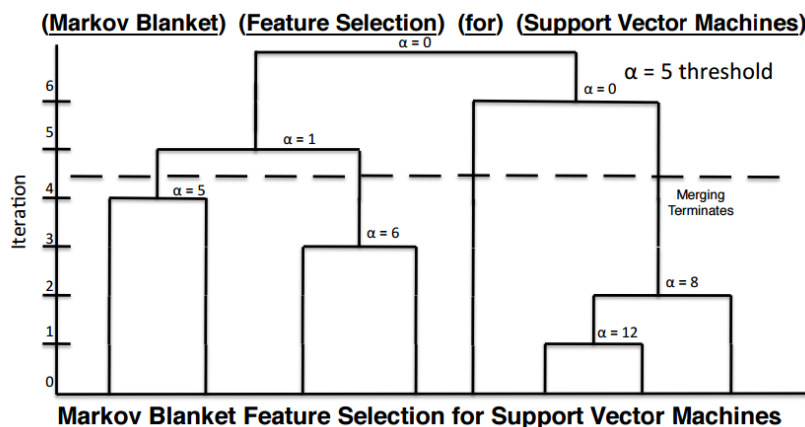 (Markov Blanket) (Feature Selection) (for) (Support Vector Machines)
α = 0
α = 5 threshold
6
α = 0
5
α = 1
4
α = 5
Merging
Terminates
Iteration
α = 6
3
2
α = 8
1
α = 12
0
Markov Blanket Feature Selection for Support Vector Machines